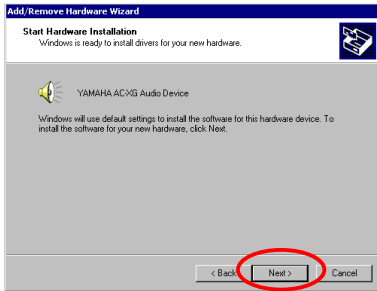 Add/Remove Hardware Wizard
Start Hardware Installation
Windows is ready to install drivers for your new hardware.
YAMAHA AC-XG Audio Device
Windows will use default settings to install the software for this hardware device. To
install the software for your new hardware, click Next.
< Back
Next >
Cancel